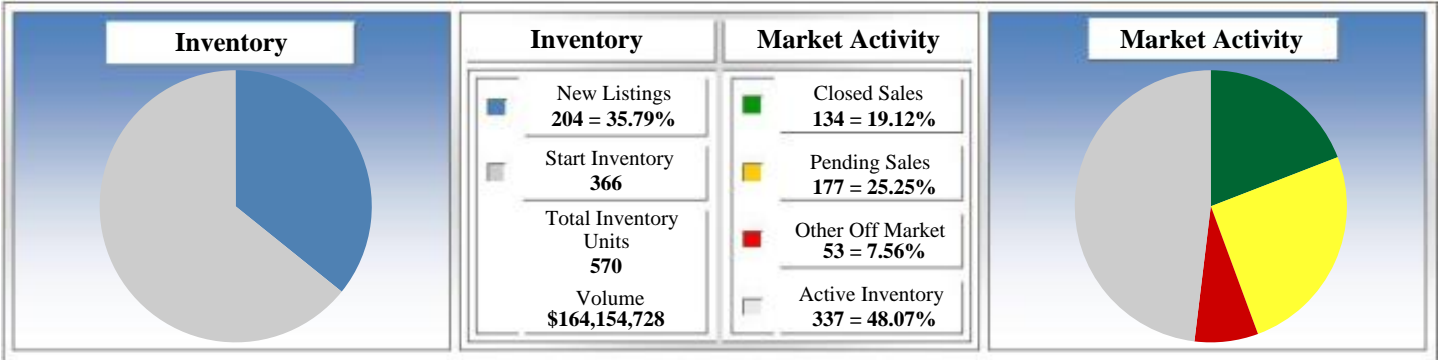 Inventory
Inventory
New Listings
204 = 35.79%
Start Inventory
366
Total Inventory
Units
570
Volume
$164,154,728
Market Activity
Closed Sales
134 = 19.12%
Pending Sales
177 = 25.25%
Other Off Market
53 = 7.56%
Active Inventory
337 = 48.07%
Market Activity